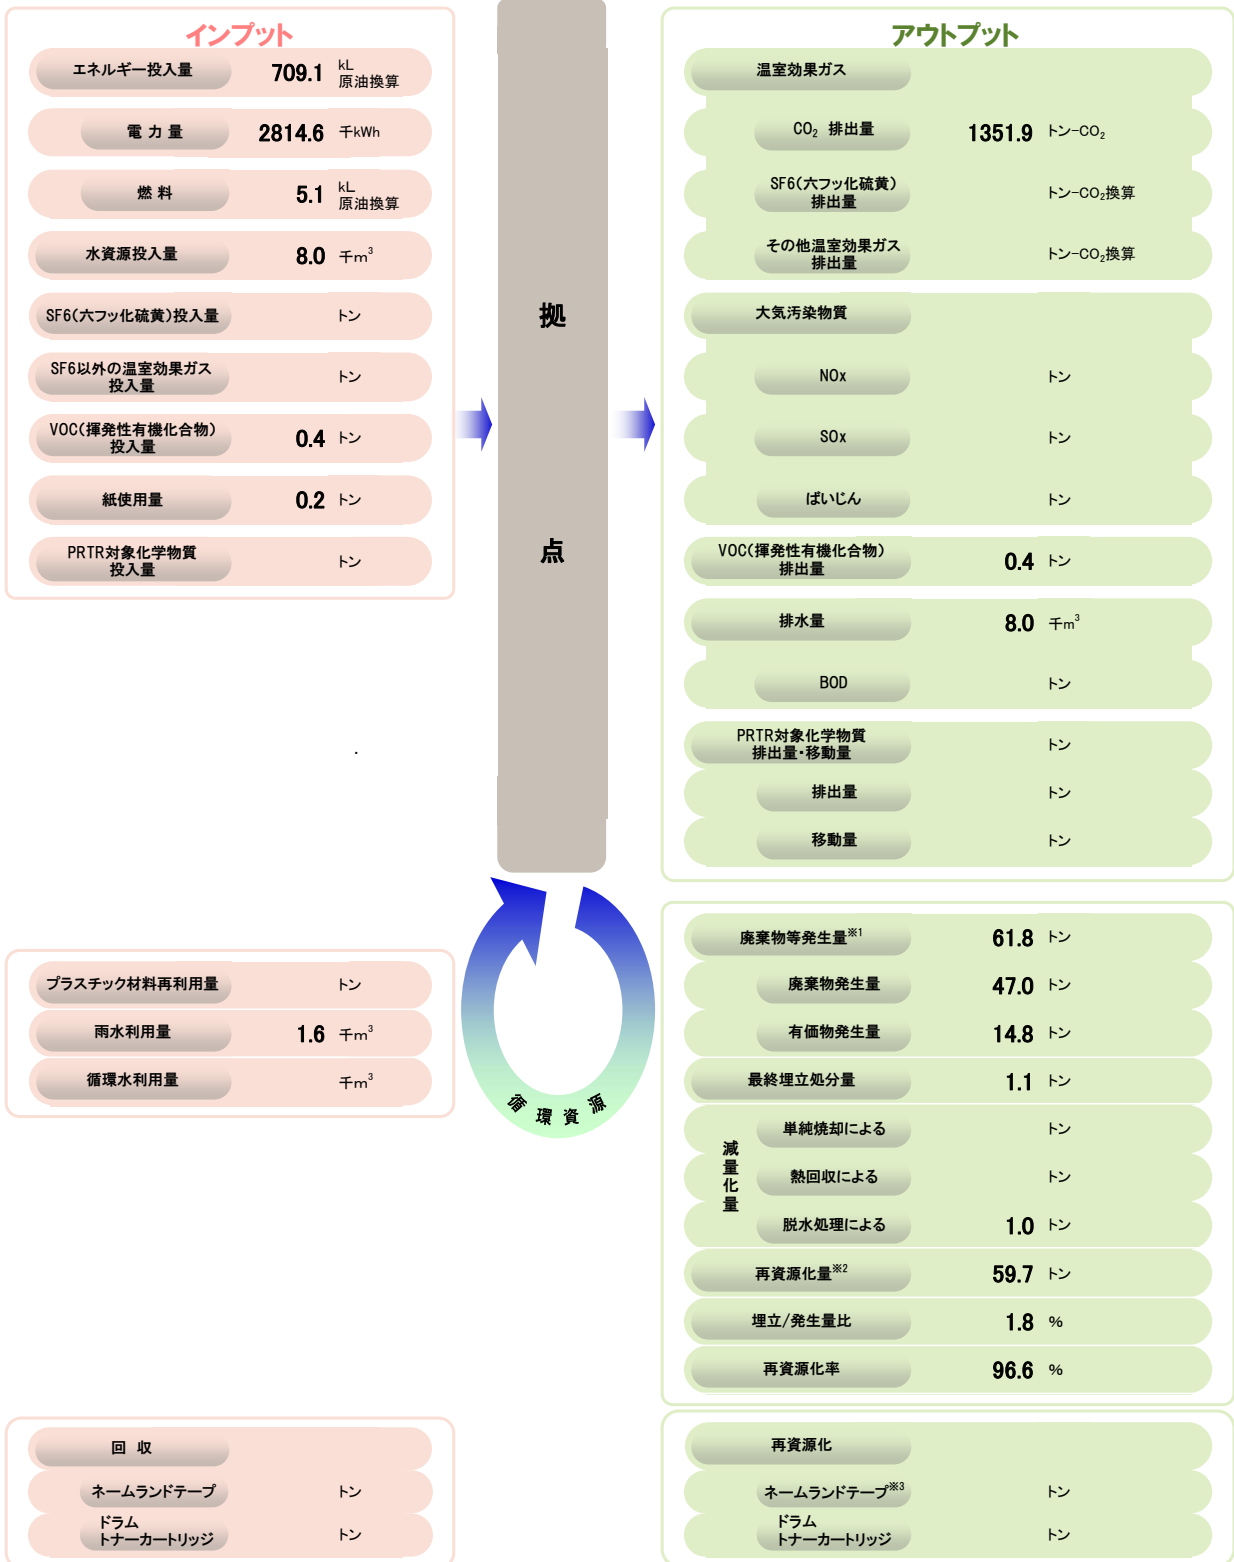 インプット
エネルギー投入量 709.1 kL
原油換算
電 力 量 2814.6 千kWh
燃 料 5.1 kL
原油換算
水資源投入量 8.0 千m³
SF6(六フッ化硫黄)投入量 トン
SF6以外の温室効果ガス
投入量 トン
VOC(揮発性有機化合物)
投入量 0.4 トン
紙使用量 0.2 トン
PRTR対象化学物質
投入量 トン
拠
点
アウトプット
温室効果ガス
CO₂ 排出量 1351.9 トン-CO₂
SF6(六フッ化硫黄)
排出量 トン-CO₂換算
その他温室効果ガス
排出量 トン-CO₂換算
大気汚染物質
NOx トン
SOx トン
ばいじん トン
VOC(揮発性有機化合物)
排出量 0.4 トン
排水量 8.0 千m³
BOD トン
PRTR対象化学物質
排出量・移動量 トン
排出量 トン
移動量 トン
プラスチック材料再利用量 トン
雨水利用量 1.6 千m³
循環水利用量 千m³
循環資源
廃棄物等発生量※1 61.8 トン
廃棄物発生量 47.0 トン
有価物発生量 14.8 トン
最終埋立処分量 1.1 トン
減量化量
単純焼却による トン
熱回収による トン
脱水処理による 1.0 トン
再資源化量※2 59.7 トン
埋立/発生量比 1.8 %
再資源化率 96.6 %
回 収
ネームランドテープ トン
ドラム
トナーカートリッジ トン
再資源化
ネームランドテープ※3 トン
ドラム
トナーカートリッジ トン